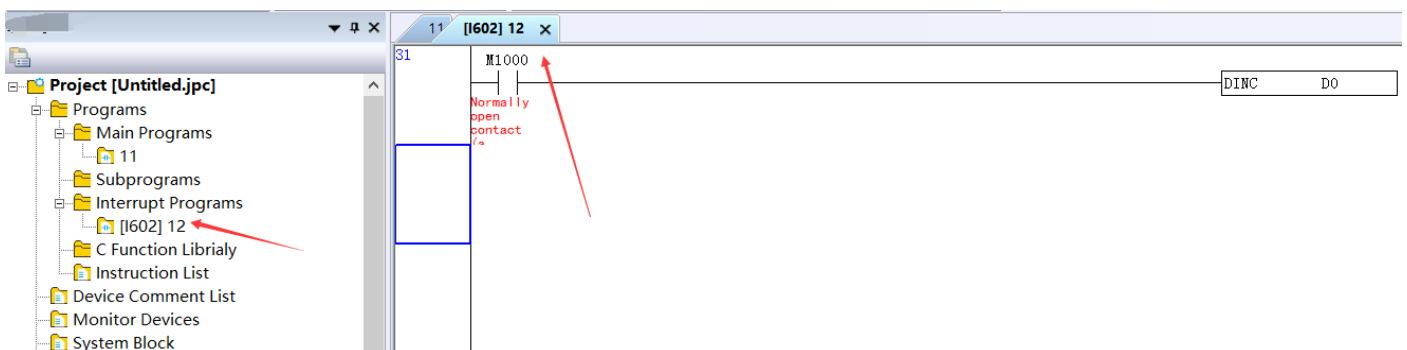 11
[I602] 12
Project [Untitled.jpc]
Programs
Main Programs
11
Subprograms
Interrupt Programs
[I602] 12
C Function Librialy
Instruction List
Device Comment List
Monitor Devices
System Block
31
M1000
DINC D0
Normally
open
contact